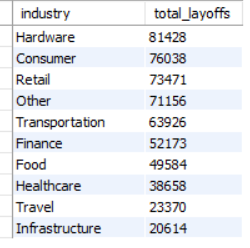 industry total_layoffs
Hardware 81428
Consumer 76038
Retail 73471
Other 71156
Transportation 63926
Finance 52173
Food 49584
Healthcare 38658
Travel 23370
Infrastructure 20614